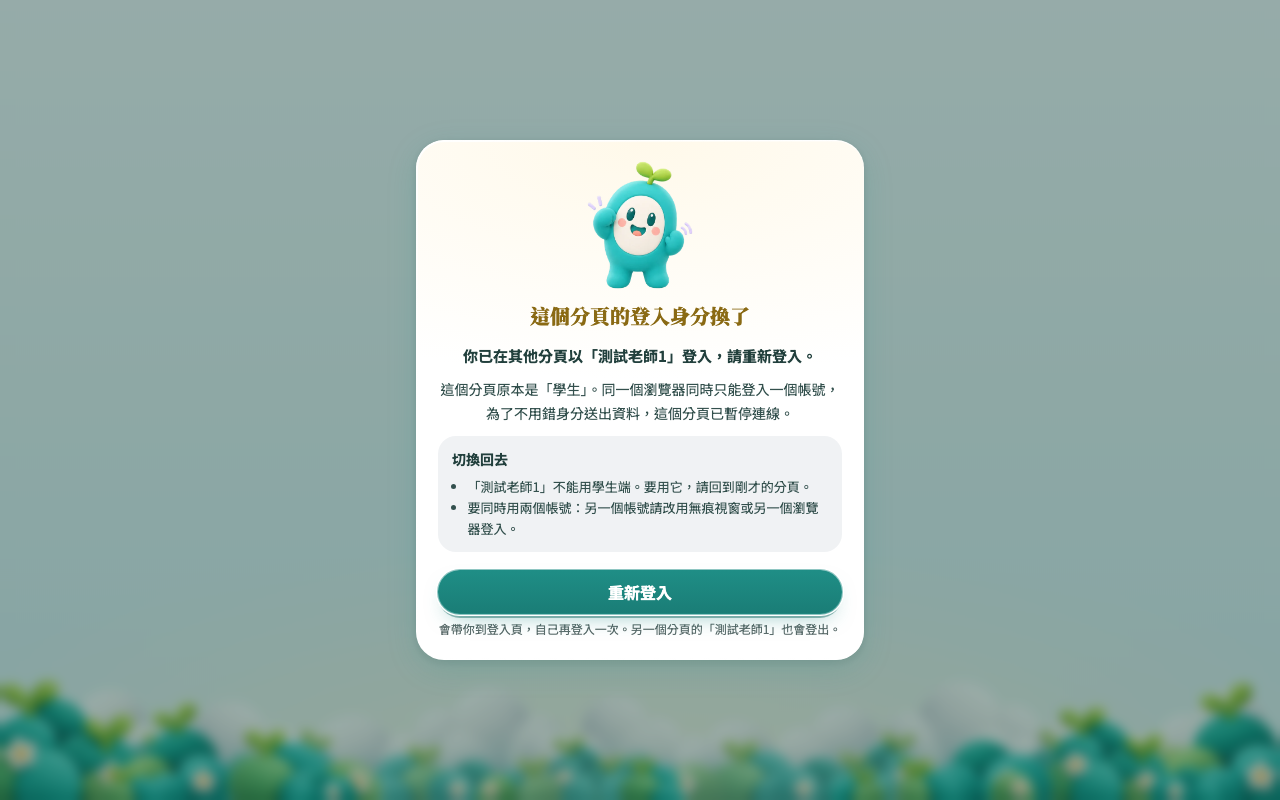 這個分頁的登入身分換了
你已在其他分頁以「測試老師1」登入，請重新登入。
這個分頁原本是「學生」。同一個瀏覽器同時只能登入一個帳號，
為了不用錯身分送出資料，這個分頁已暫停連線。
切換回去
「測試老師1」不能用學生端。要用它，請回到剛才的分頁。
要同時用兩個帳號：另一個帳號請改用無痕視窗或另一個瀏覽
器登入。
重新登入
會帶你到登入頁，自己再登入一次。另一個分頁的「測試老師1」也會登出。